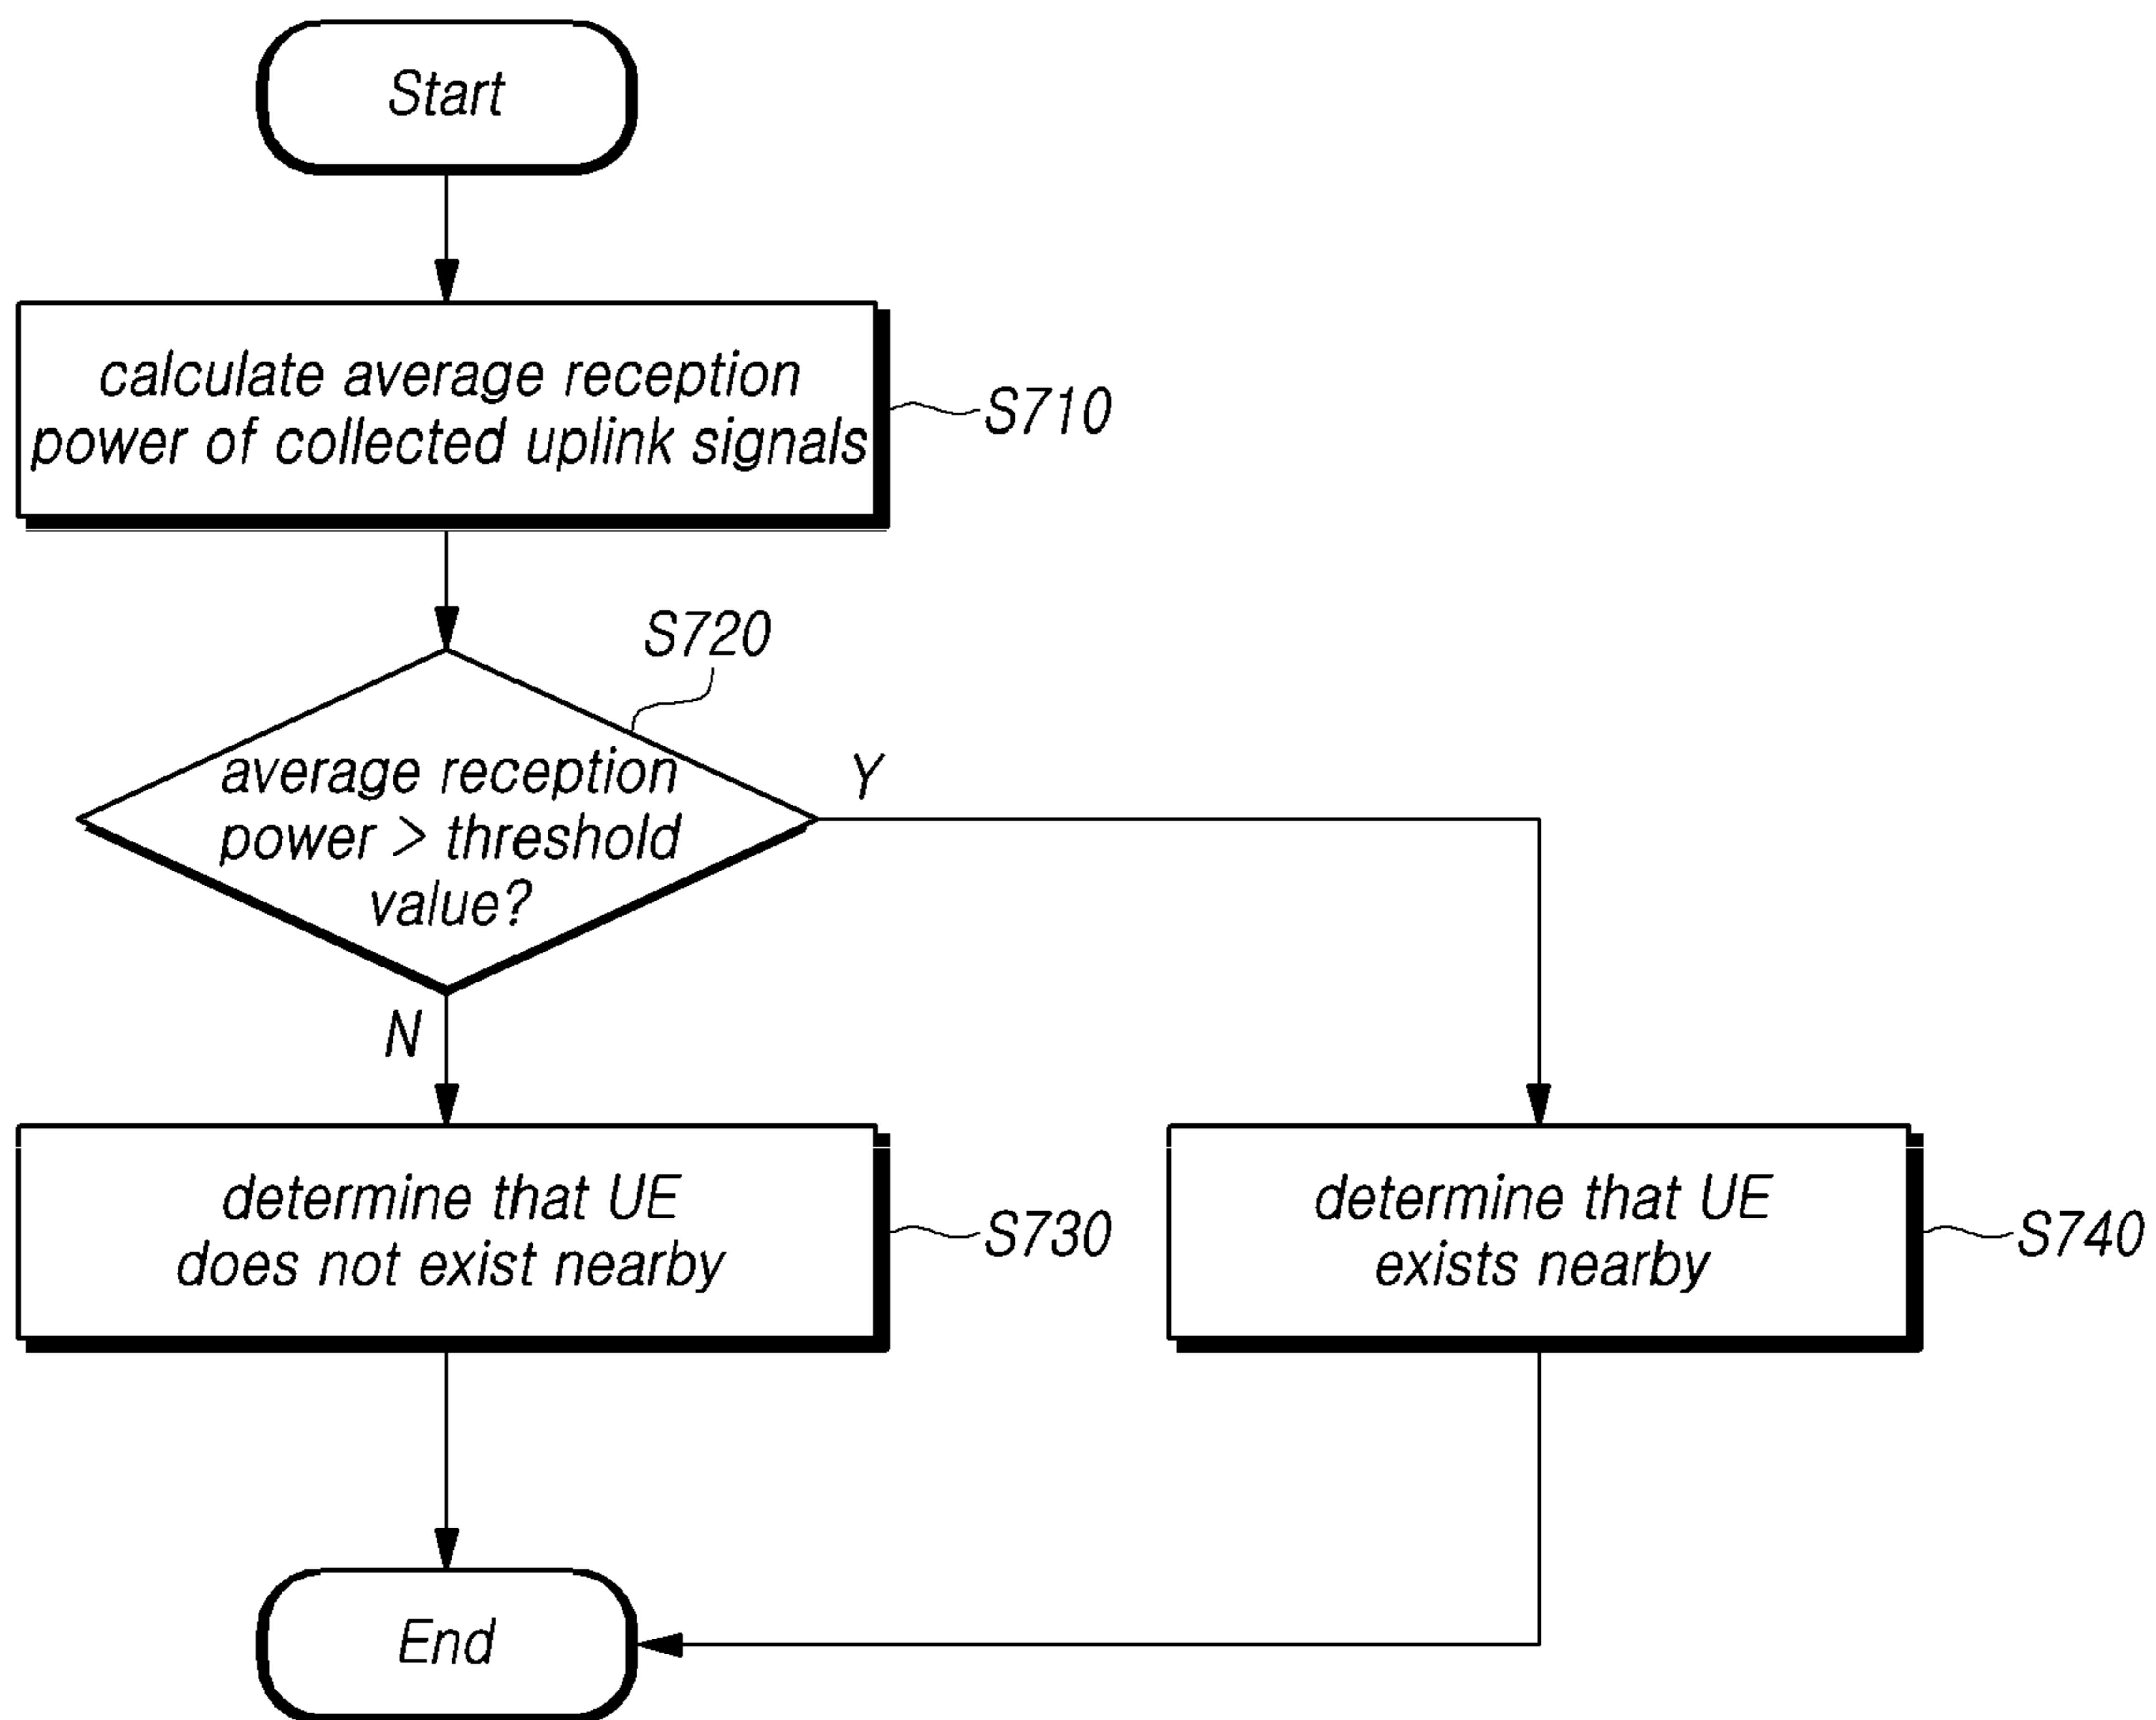 Start
calculate average reception
power of collected uplink signals
S710
S720
average reception
power > threshold
value?
Y
N
determine that UE
does not exist nearby
S730
determine that UE
exists nearby
S740
End